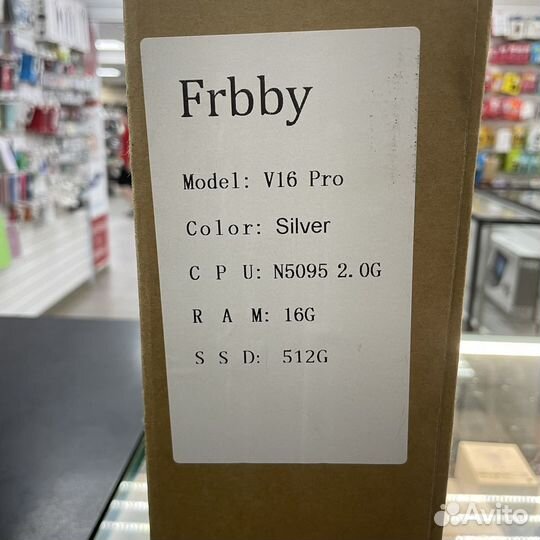 Frbby
Model: V16 Pro
Color: Silver
C P U: N5095 2.0G
R A M: 16G
S S D: 512G
Avito